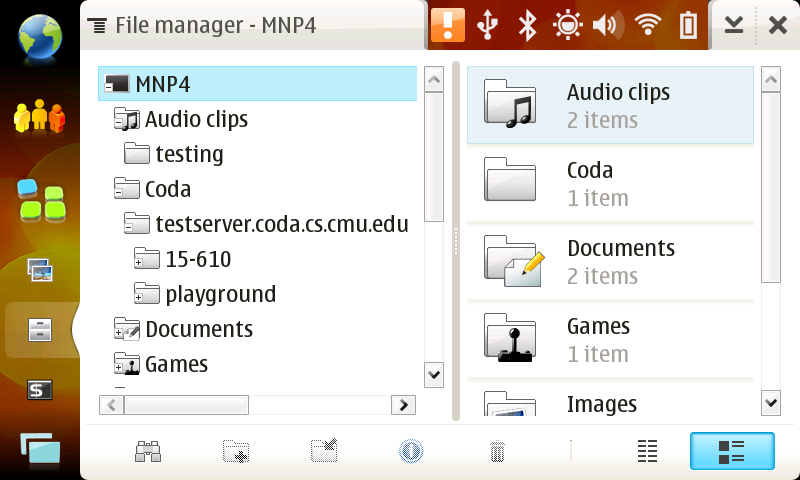 File manager - MNP4
MNP4
Audio clips
testing
Coda
testserver.coda.cs.cmu.edu
15-610
playground
Documents
Games
Audio clips
2 items
Coda
1 item
Documents
2 items
Games
1 item
Images